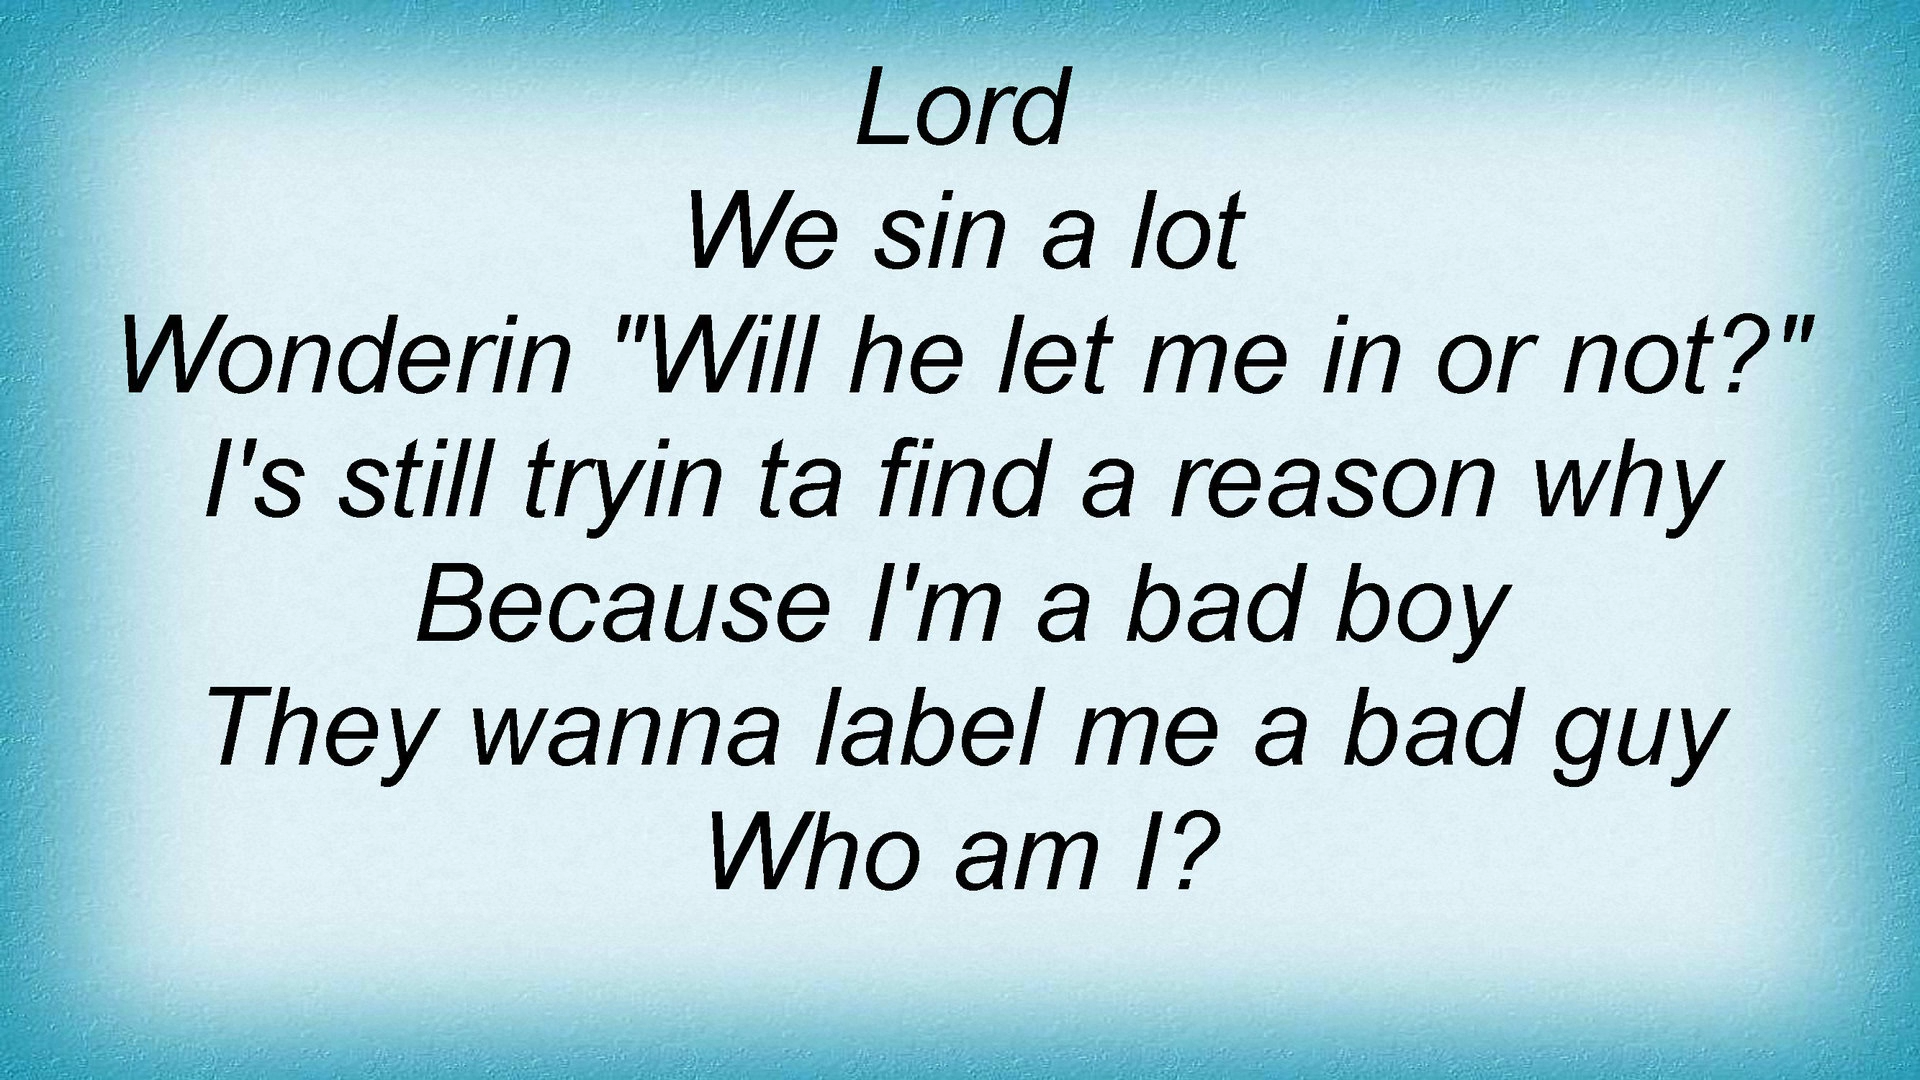 Lord
We sin a lot
Wonderin "Will he let me in or not?"
I's still tryin ta find a reason why
Because I'm a bad boy
They wanna label me a bad guy
Who am I?